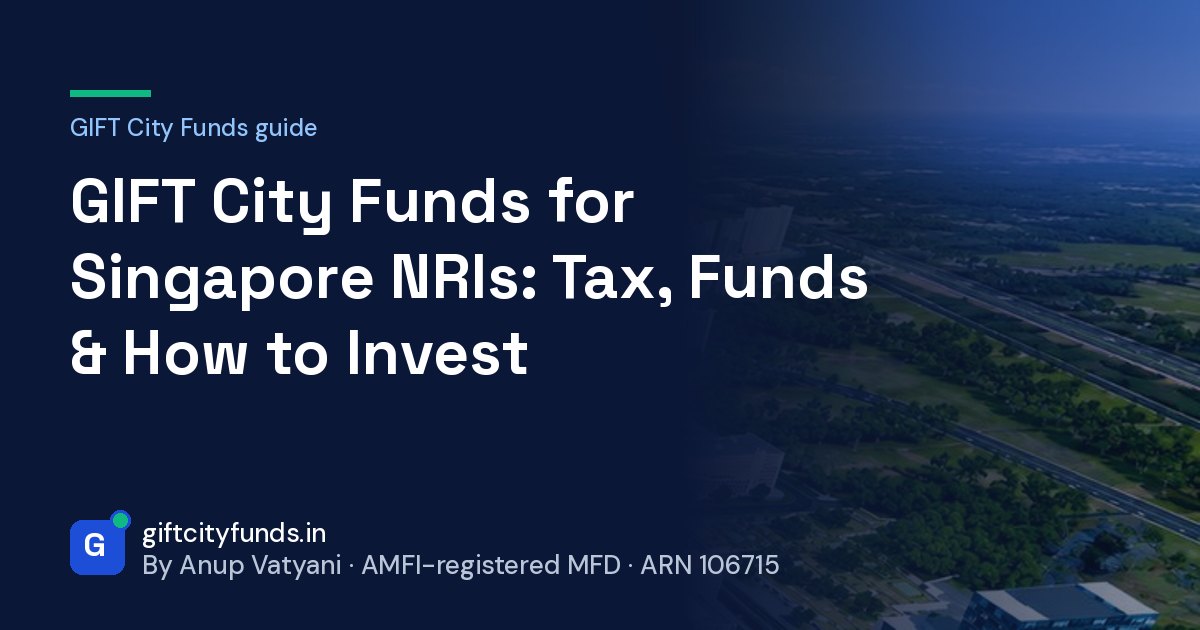 GIFT City Funds guide
GIFT City Funds for
Singapore NRIs: Tax, Funds
& How to Invest
G
giftcityfunds.in
By Anup Vatyani · AMFI-registered MFD · ARN 106715